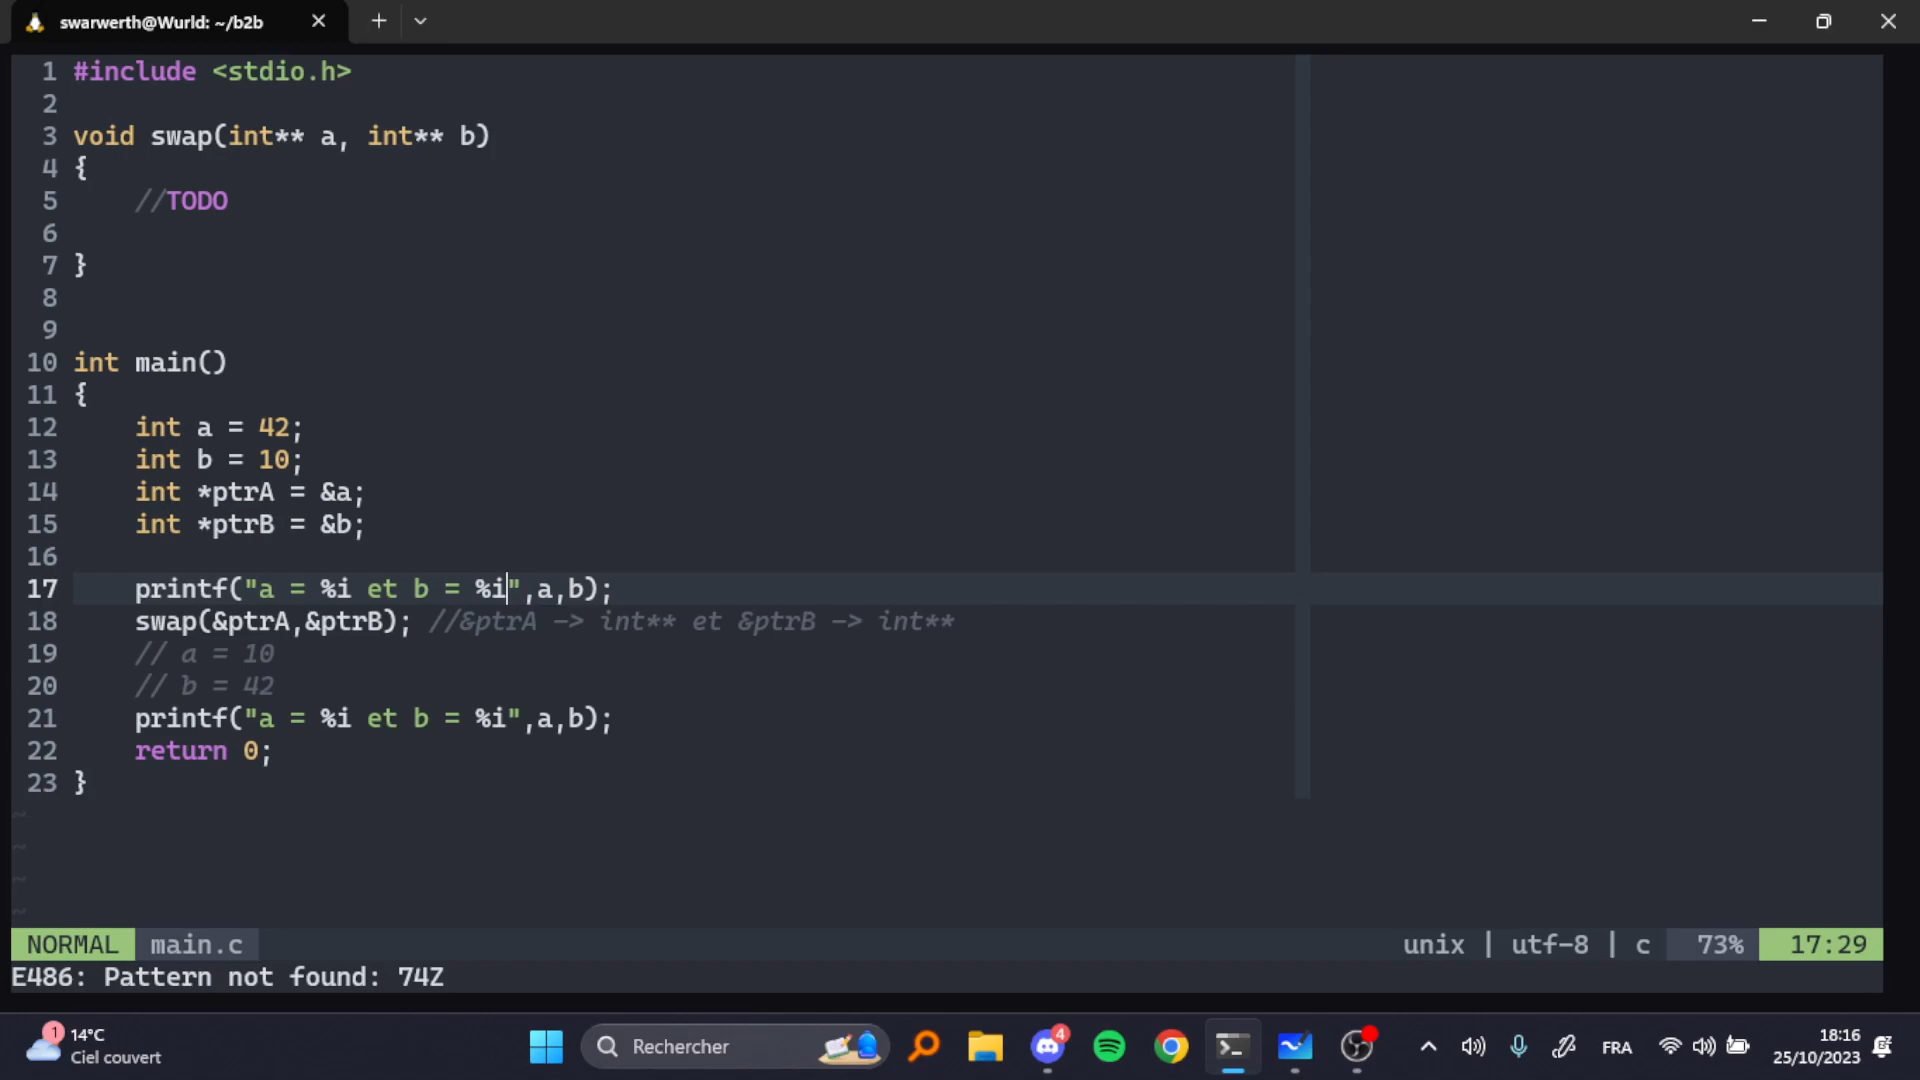 swarwerth@Wurld: ~/b2b
1 #include <stdio.h>
2
3 void swap(int** a, int** b)
4 {
5     //TODO
6
7 }
8
9
10 int main()
11 {
12     int a = 42;
13     int b = 10;
14     int *ptrA = &a;
15     int *ptrB = &b;
16
17     printf("a = %i et b = %i",a,b);
18     swap(&ptrA,&ptrB); //&ptrA -> int** et &ptrB -> int**
19     // a = 10
20     // b = 42
21     printf("a = %i et b = %i",a,b);
22     return 0;
23 }
~
~
~
~
NORMAL main.c unix | utf-8 | c 73% 17:29
E486: Pattern not found: 74Z
1 14°C
Ciel couvert
Rechercher
4
FRA
18:16
25/10/2023